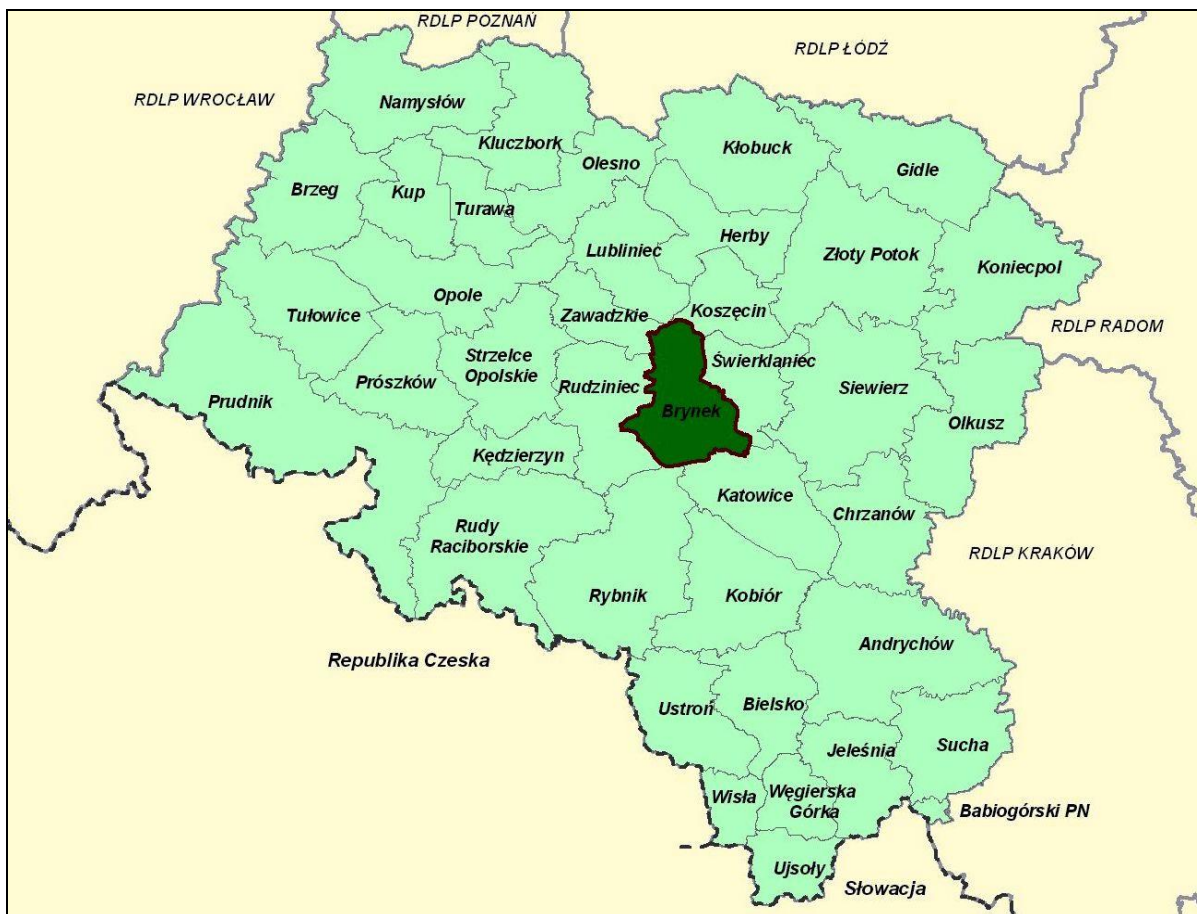 RDLP POZNAŃ
RDLP ŁÓDŹ
RDLP WROCŁAW
Namysłów
Kluczbork
Olesno
Kłobuck
Gidle
Brzeg
Kup
Turawa
Lubliniec
Herby
Złoty Potok
Koniecpol
Opole
Tułowice
Zawadzkie
Koszęcin
RDLP RADOM
Strzelce
Opolskie
Świerklaniec
Prószków
Rudziniec
Siewierz
Prudnik
Brynek
Olkusz
Kędzierzyn
Katowice
Chrzanów
Rudy
Raciborskie
RDLP KRAKÓW
Rybnik
Kobiór
Republika Czeska
Andrychów
Ustroń
Bielsko
Jeleśnia
Sucha
Wisła
Węgierska
Górka
Babiogórski PN
Ujsoły
Słowacja